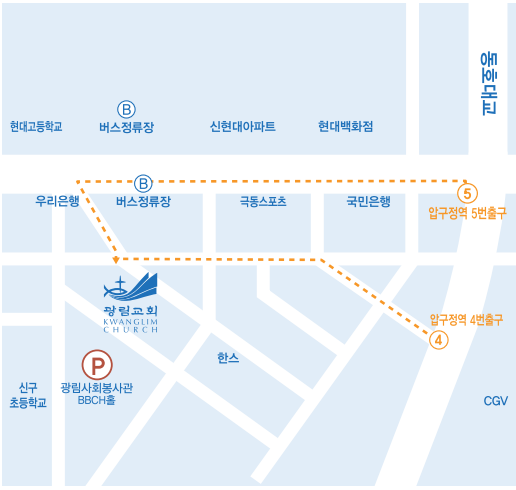 동호대교
B
현대고등학교
버스정류장
신현대아파트
현대백화점
B
5
우리은행
버스정류장
극동스포츠
국민은행
압구정역 5번출구
광림교회
KWANGLIM
CHURCH
압구정역 4번출구
4
P
한스
신구
초등학교
광림사회봉사관
BBCH홀
CGV